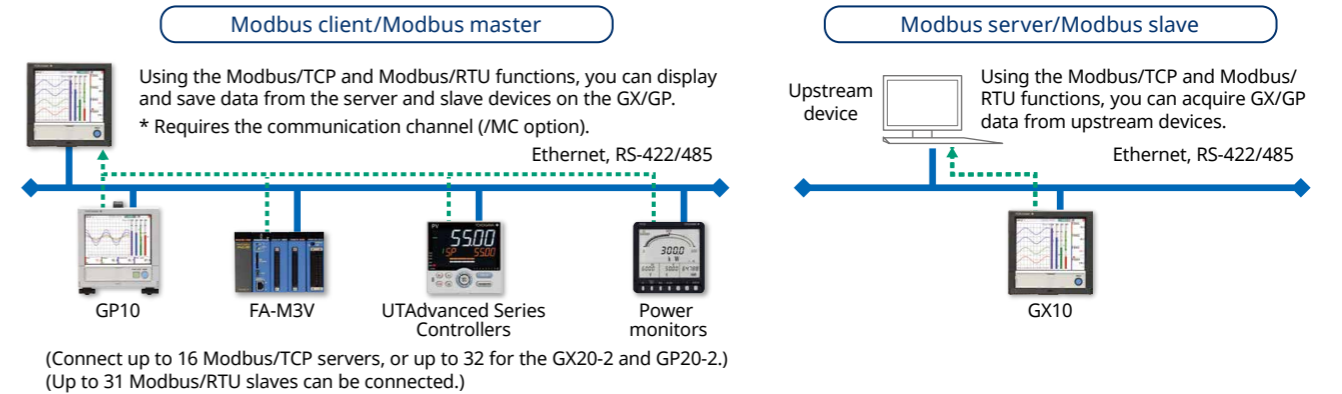 Modbus client/Modbus master
Using the Modbus/TCP and Modbus/RTU functions, you can display
and save data from the server and slave devices on the GX/GP.
* Requires the communication channel (/MC option).
Ethernet, RS-422/485
55.00
SP 55.00
300.0
GP10
FA-M3V
UTAdvanced Series
Controllers
Power
monitors
(Connect up to 16 Modbus/TCP servers, or up to 32 for the GX20-2 and GP20-2.)
(Up to 31 Modbus/RTU slaves can be connected.)
Modbus server/Modbus slave
Upstream
device
Using the Modbus/TCP and Modbus/
RTU functions, you can acquire GX/GP
data from upstream devices.
Ethernet, RS-422/485
GX10